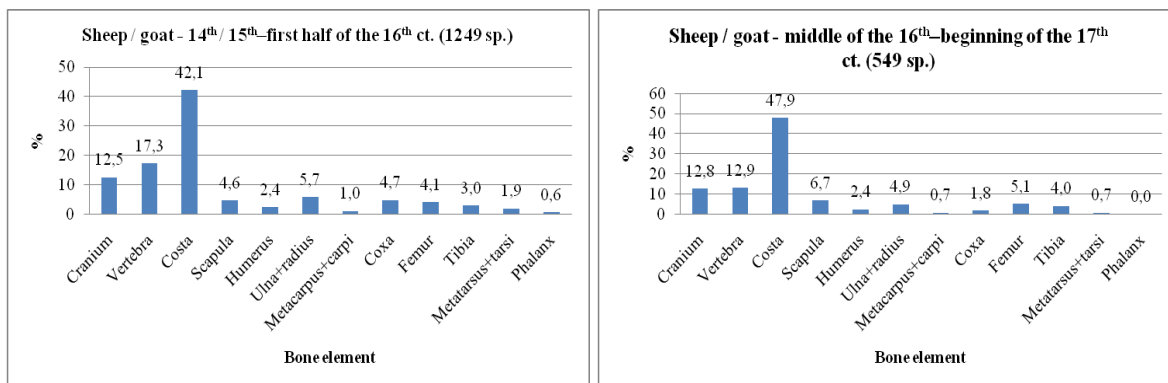 Sheep / goat - 14th / 15th–first half of the 16th ct. (1249 sp.)
%
50
40
30
20
10
0
12,5
17,3
42,1
4,6
2,4
5,7
1,0
4,7
4,1
3,0
1,9
0,6
Cranium
Vertebra
Costa
Scapula
Humerus
Ulna+radius
Metacarpus+carpi
Coxa
Femur
Tibia
Metatarsus+tarsi
Phalanx
Bone element
Sheep / goat - middle of the 16th–beginning of the 17th
ct. (549 sp.)
%
60
50
40
30
20
10
0
12,8
12,9
47,9
6,7
2,4
4,9
0,7
1,8
5,1
4,0
0,7
0,0
Cranium
Vertebra
Costa
Scapula
Humerus
Ulna+radius
Metacarpus+carpi
Coxa
Femur
Tibia
Metatarsus+tarsi
Phalanx
Bone element